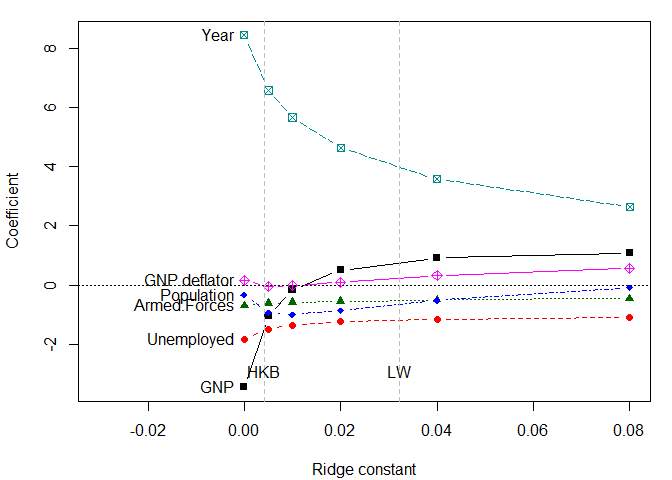 Coefficient
8
6
4
2
0
-2
Year
GNP deflator
Population
Armed.Forces
Unemployed
GNP
HKB
LW
-0.02
0.00
0.02
0.04
0.06
0.08
Ridge constant